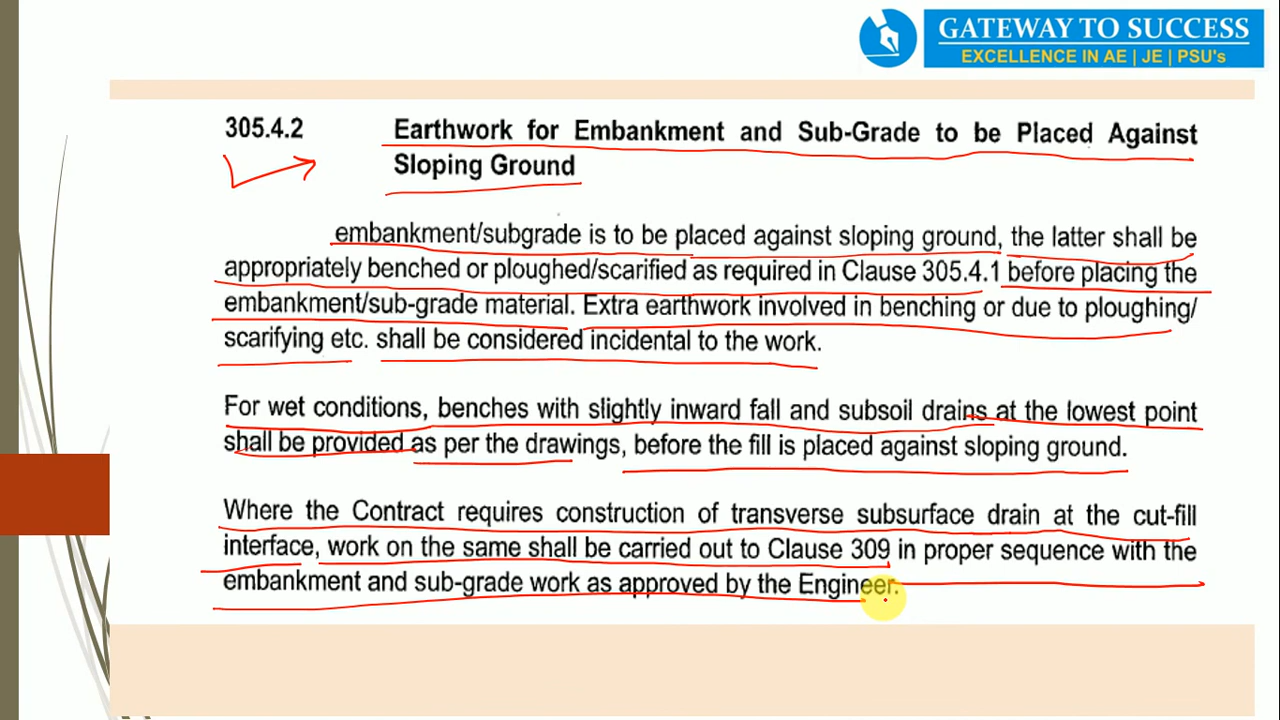 GATEWAY TO SUCCESS
EXCELLENCE IN AE | JE | PSU's
305.4.2 Earthwork for Embankment and Sub-Grade to be Placed Against
Sloping Ground
embankment/subgrade is to be placed against sloping ground, the latter shall be
appropriately benched or ploughed/scarified as required in Clause 305.4.1 before placing the
embankment/sub-grade material. Extra earthwork involved in benching or due to ploughing/
scarifying etc. shall be considered incidental to the work.
For wet conditions, benches with slightly inward fall and subsoil drains at the lowest point
shall be provided as per the drawings, before the fill is placed against sloping ground.
Where the Contract requires construction of transverse subsurface drain at the cut-fill
interface, work on the same shall be carried out to Clause 309 in proper sequence with the
embankment and sub-grade work as approved by the Engineer.